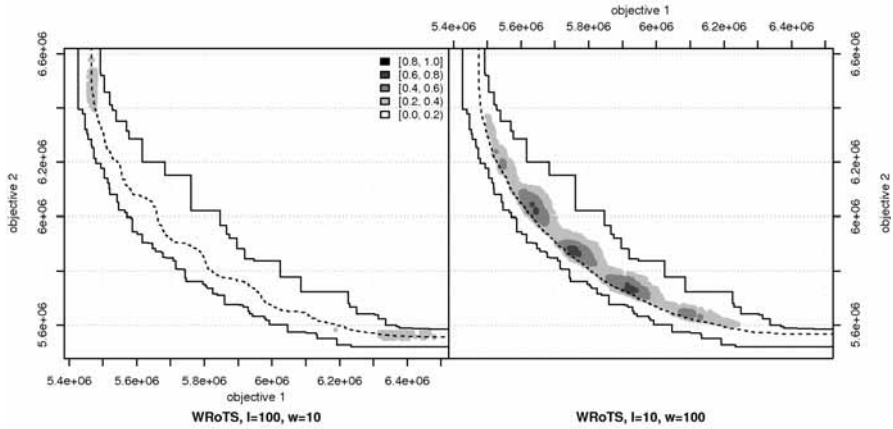 objective 1
5.4e+06 5.6e+06 5.8e+06 6e+06 6.2e+06 6.4e+06
objective 2
5.6e+06 6e+06 6.2e+06 6.6e+06
[0.8, 1.0]
[0.6, 0.8)
[0.4, 0.6)
[0.2, 0.4)
[0.0, 0.2)
5.6e+06 6e+06 6.2e+06 6.6e+06
objective 2
5.4e+06 5.6e+06 5.8e+06 6e+06 6.2e+06 6.4e+06
objective 1
WRoTS, l=100, w=10
WRoTS, l=10, w=100